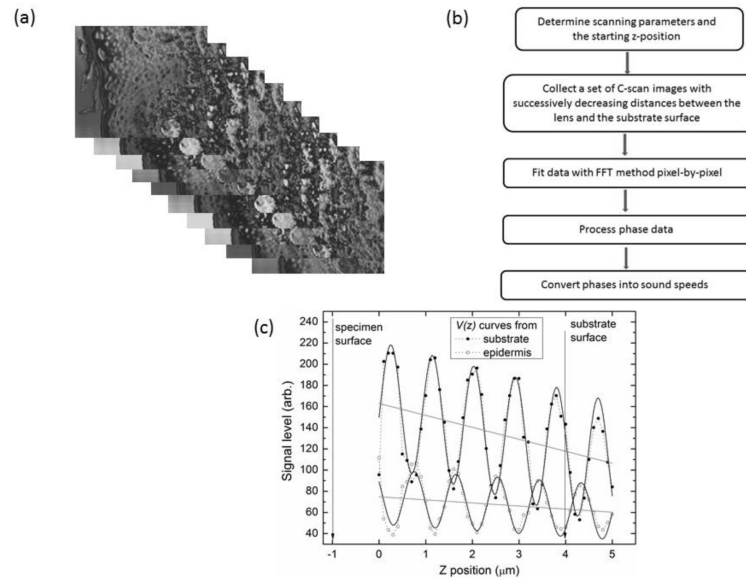 (a)
(b)
Determine scanning parameters and
the starting z-position
Collect a set of C-scan images with
successively decreasing distances between the
lens and the substrate surface
Fit data with FFT method pixel-by-pixel
Process phase data
Convert phases into sound speeds
(c)
specimen
surface
V(z) curves from
substrate
epidermis
substrate
surface
Signal level (arb.)
240
220
200
180
160
140
120
100
80
60
40
-1
0
1
2
3
4
5
Z position (μm)